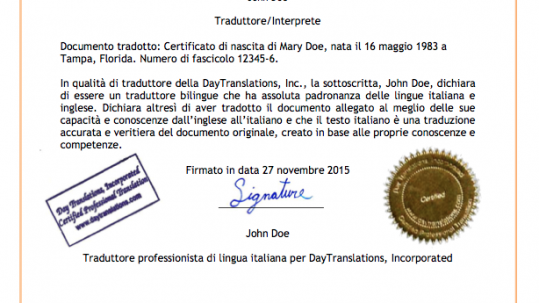 Traduttore/Interprete
Documento tradotto: Certificato di nascita di Mary Doe, nata il 16 maggio 1983 a
Tampa, Florida. Numero di fascicolo 12345-6.
In qualità di traduttore della DayTranslations, Inc., la sottoscritta, John Doe, dichiara
di essere un traduttore bilingue che ha assoluta padronanza delle lingue italiana e
inglese. Dichiara altresì di aver tradotto il documento allegato al meglio delle sue
capacità e conoscenze dall’inglese all’italiano e che il testo italiano è una traduzione
accurata e veritiera del documento originale, creato in base alle proprie conoscenze e
competenze.
Firmato in data 27 novembre 2015
Day Translations, Incorporated
Certified Professional Translation
www.daytranslations.com
Signature
Certified
John Doe
Traduttore professionista di lingua italiana per DayTranslations, Incorporated